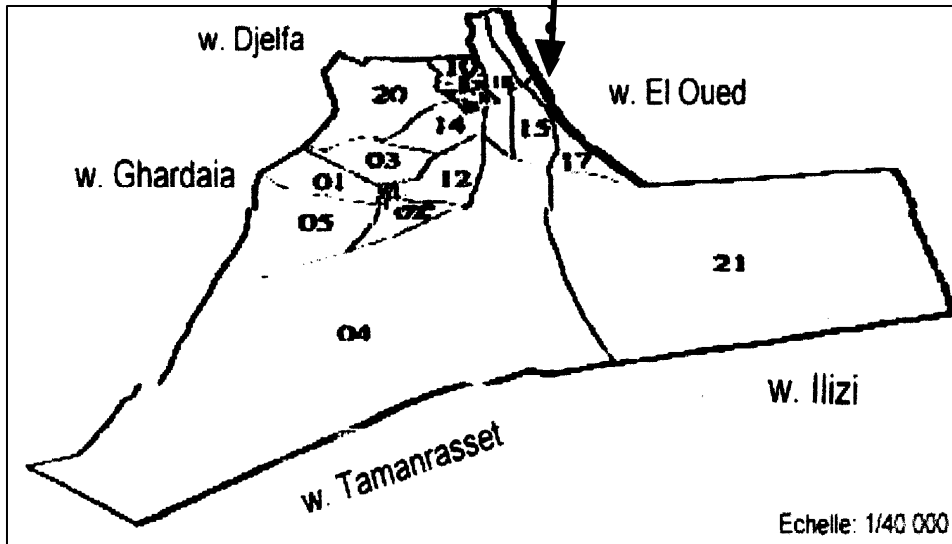 w. Djelfa
w. El Oued
20
14
15
03
17
w. Ghardaia
01
12
05
21
04
w. Ilizi
w. Tamanrasset
Echelle: 1/40 000